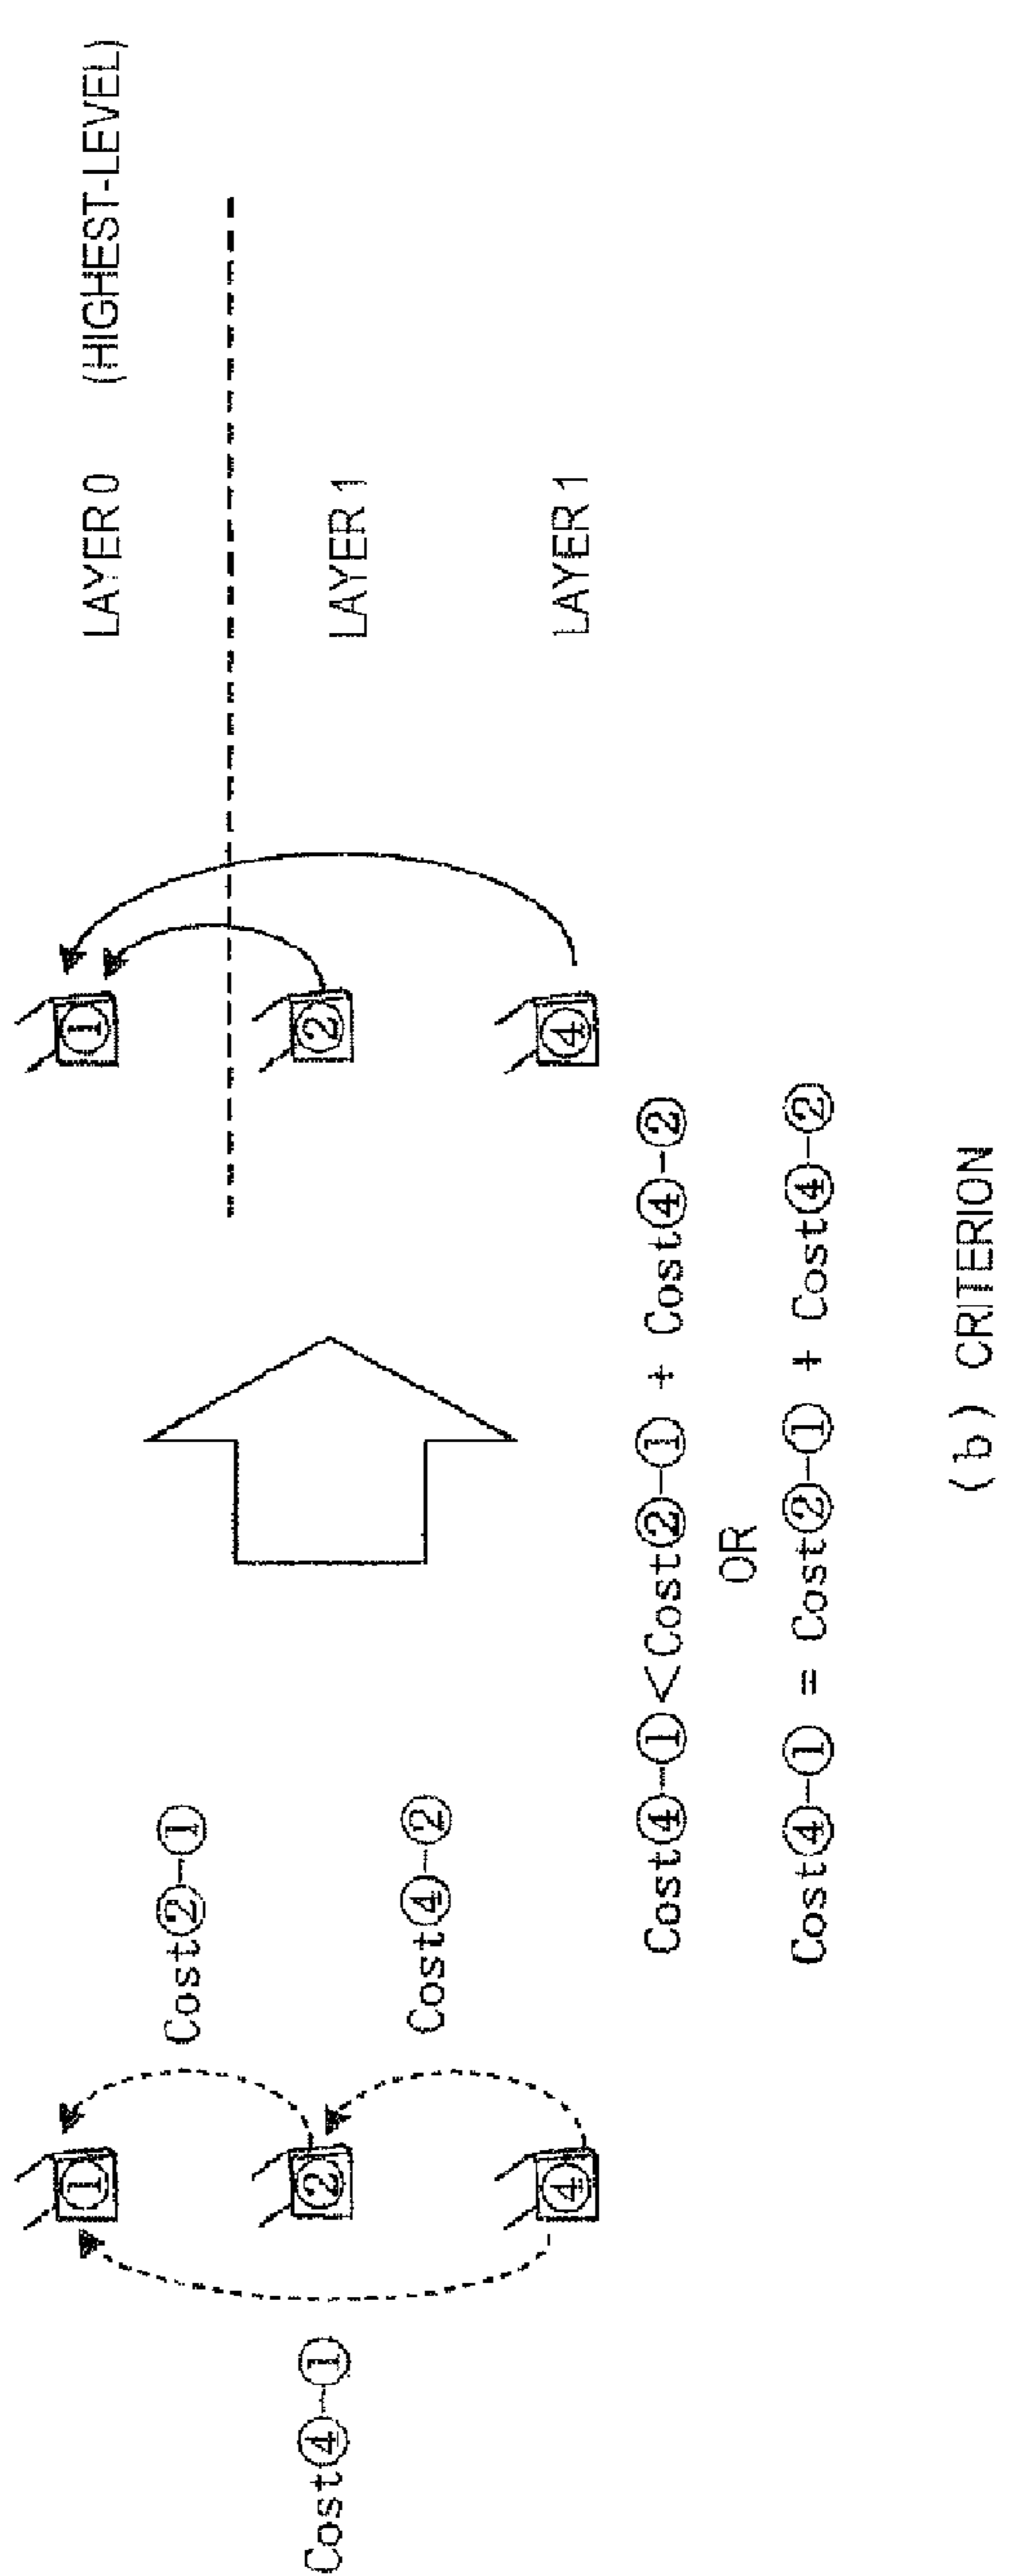 Cost④-①
①
②
④
Cost②-①
Cost④-②
Cost④-①<Cost②-① + Cost④-②
OR
Cost④-① = Cost②-① + Cost④-②
①
②
④
LAYER 0 (HIGHEST-LEVEL)
LAYER 1
LAYER 1
(b) CRITERION